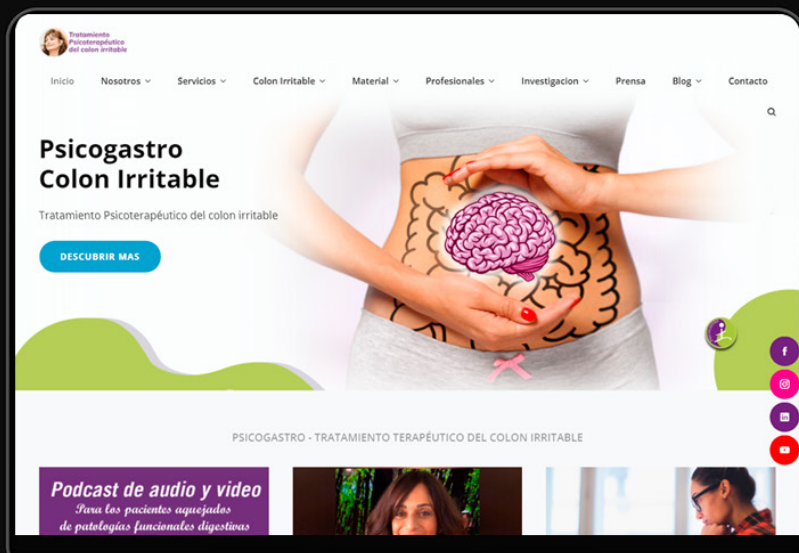 Tratamiento
Psicoterapéutico
del colon irritable
Inicio Nosotros Servicios Colon Irritable Material Profesionales Investigacion Prensa Blog Contacto
Psicogastro
Colon Irritable
Tratamiento Psicoterapéutico del colon irritable
DESCUBRIR MAS
PSICOGASTRO - TRATAMIENTO TERAPÉUTICO DEL COLON IRRITABLE
Podcast de audio y video
Para los pacientes aquejados
de patologías funcionales digestivas